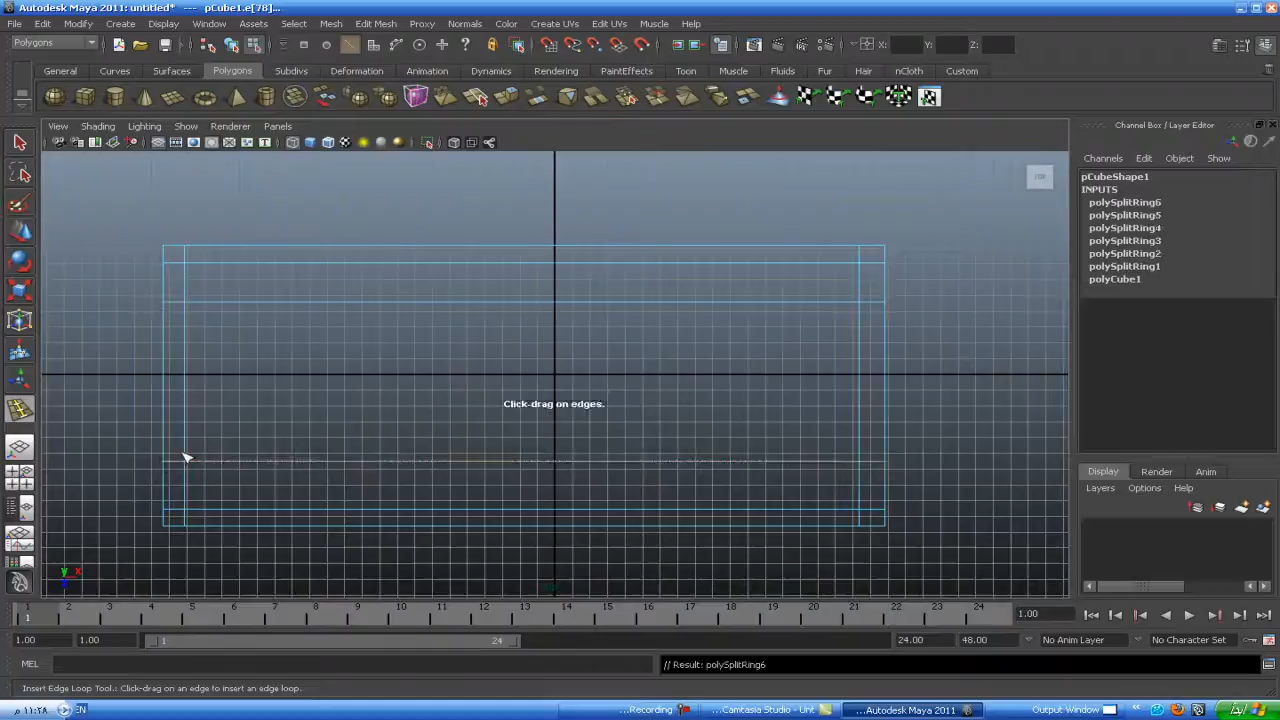 Autodesk Maya 2011: untitled* --- pCube1.e[78]...
File Edit Modify Create Display Window Assets Select Mesh Edit Mesh Proxy Normals Color Create UVs Edit UVs Muscle Help
Polygons X: Y: Z:
General Curves Surfaces Polygons Subdivs Deformation Animation Dynamics Rendering PaintEffects Toon Muscle Fluids Fur Hair nCloth Custom
View Shading Lighting Show Renderer Panels
Channel Box / Layer Editor
Channels Edit Object Show
pCubeShape1
INPUTS
polySplitRing6
polySplitRing5
polySplitRing4
polySplitRing3
polySplitRing2
polySplitRing1
polyCube1
Click-drag on edges.
Display Render Anim
Layers Options Help
y x
1 2 3 4 5 6 7 8 9 10 11 12 13 14 15 16 17 18 19 20 21 22 23 24
1 1.00
1.00 1.00 1 24 24.00 48.00 No Anim Layer No Character Set
MEL // Result: polySplitRing6
Insert Edge Loop Tool.: Click-drag on an edge to insert an edge loop.
١١:٢٨ م EN ...Recording ...Camtasia Studio - Unt ...Autodesk Maya 2011 Output Window ابدأ